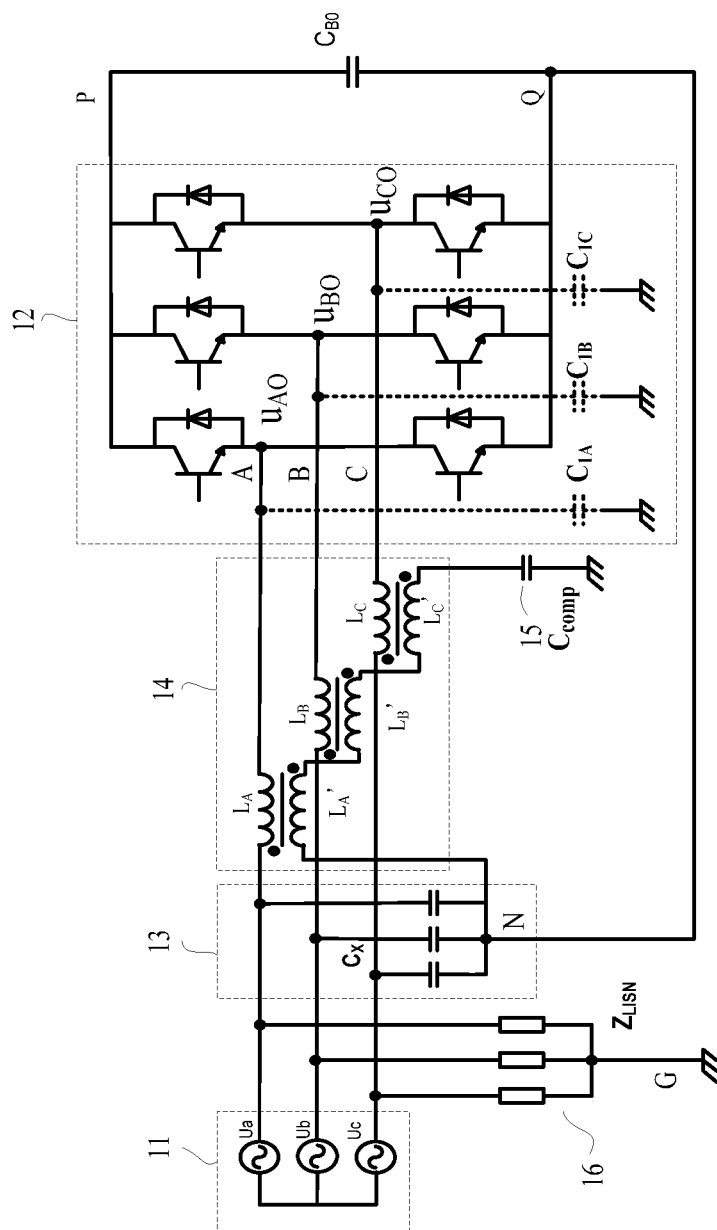 11
Ua
Ub
Uc
16
G
Z_LISN
13
C_X
N
14
L_A
L_A'
L_B
L_B'
L_C
L_C'
15
C_comp
12
A
B
C
u_AO
u_BO
u_CO
C_1A
C_1B
C_1C
P
Q
C_B0